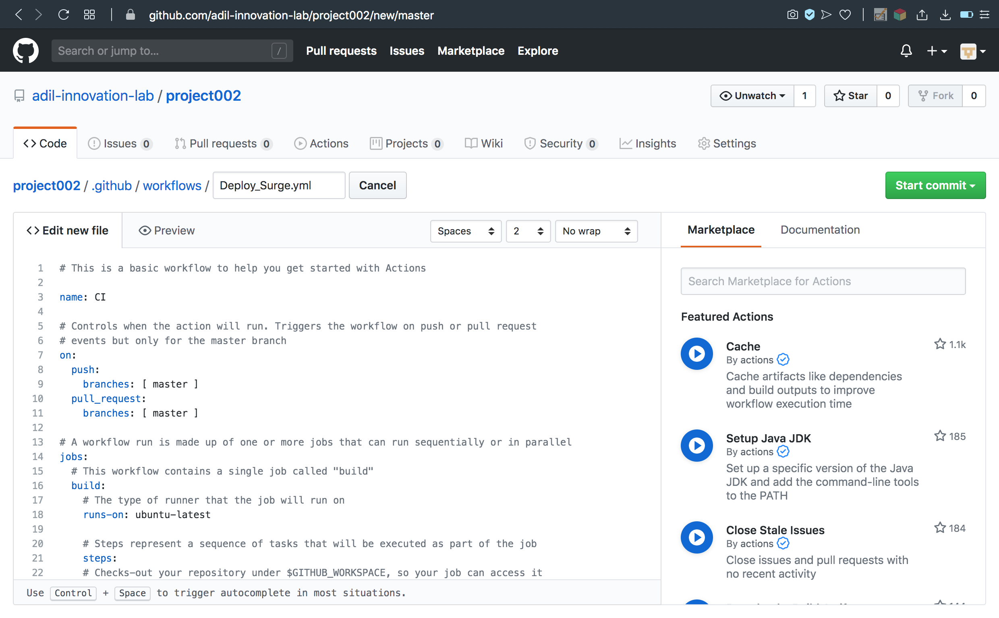 github.com/adil-innovation-lab/project002/new/master
Search or jump to... /
Pull requests Issues Marketplace Explore
adil-innovation-lab / project002
Unwatch 1 Star 0 Fork 0
Code Issues 0 Pull requests 0 Actions Projects 0 Wiki Security 0 Insights Settings
project002 / .github / workflows / Deploy_Surge.yml Cancel Start commit
Edit new file Preview Spaces 2 No wrap
1 # This is a basic workflow to help you get started with Actions
2
3 name: CI
4
5 # Controls when the action will run. Triggers the workflow on push or pull request
6 # events but only for the master branch
7 on:
8 push:
9 branches: [ master ]
10 pull_request:
11 branches: [ master ]
12
13 # A workflow run is made up of one or more jobs that can run sequentially or in parallel
14 jobs:
15 # This workflow contains a single job called "build"
16 build:
17 # The type of runner that the job will run on
18 runs-on: ubuntu-latest
19
20 # Steps represent a sequence of tasks that will be executed as part of the job
21 steps:
22 # Checks-out your repository under $GITHUB_WORKSPACE, so your job can access it
Use Control + Space to trigger autocomplete in most situations.
Marketplace Documentation
Search Marketplace for Actions
Featured Actions
Cache 1.1k
By actions
Cache artifacts like dependencies
and build outputs to improve
workflow execution time
Setup Java JDK 185
By actions
Set up a specific version of the Java
JDK and add the command-line tools
to the PATH
Close Stale Issues 184
By actions
Close issues and pull requests with
no recent activity